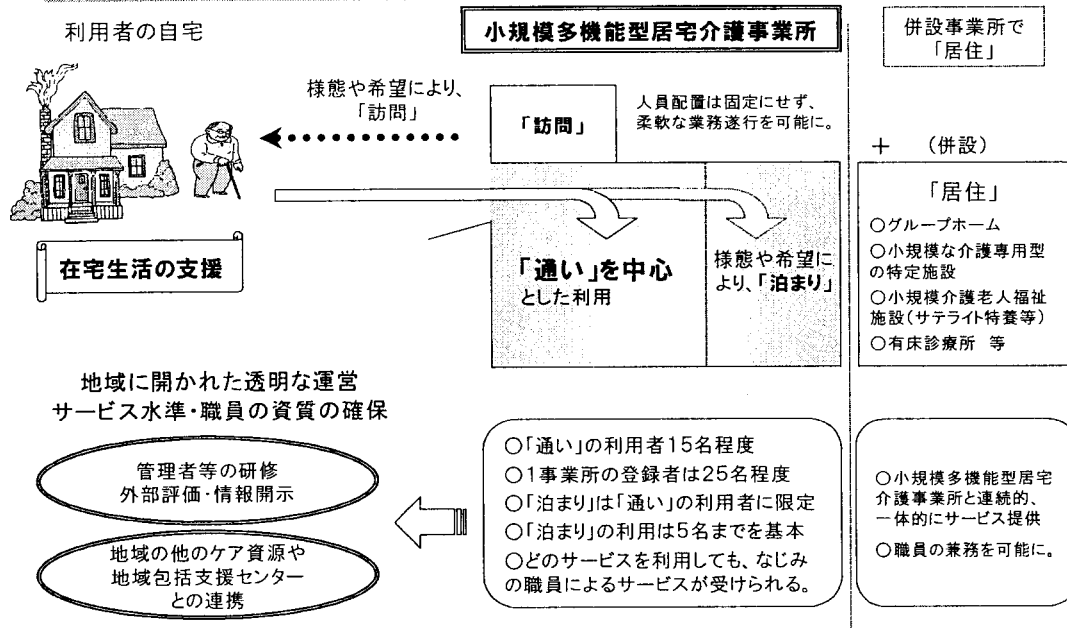 利用者の自宅
小規模多機能型居宅介護事業所
併設事業所で
「居住」
様態や希望により、
「訪問」
「訪問」
人員配置は固定にせず、
柔軟な業務遂行を可能に。
+ (併設)
在宅生活の支援
「通い」を中心
とした利用
様態や希望に
より、「泊まり」
「居住」
○グループホーム
○小規模な介護専用型
の特定施設
○小規模介護老人福祉
施設(サテライト特養等)
○有床診療所 等
地域に開かれた透明な運営
サービス水準・職員の資質の確保
管理者等の研修
外部評価・情報開示
地域の他のケア資源や
地域包括支援センター
との連携
○「通い」の利用者15名程度
○1事業所の登録者は25名程度
○「泊まり」は「通い」の利用者に限定
○「泊まり」の利用は5名までを基本
○どのサービスを利用しても、なじみ
の職員によるサービスが受けられる。
○小規模多機能型居宅
介護事業所と連続的、
一体的にサービス提供
○職員の兼務を可能に。